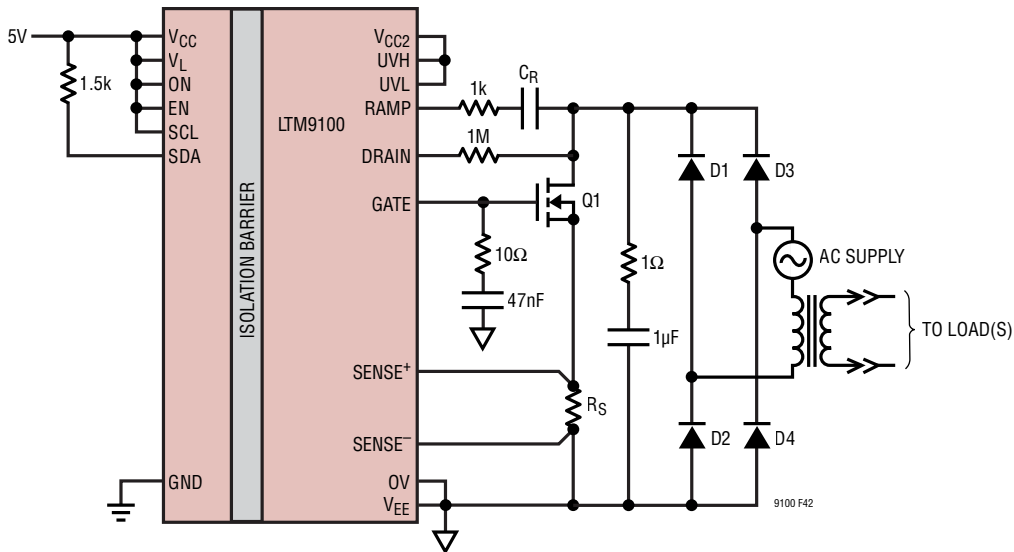 5V
1.5k
VCC
VL
ON
EN
SCL
SDA
GND
ISOLATION BARRIER
LTM9100
VCC2
UVH
UVL
RAMP
DRAIN
GATE
SENSE+
SENSE–
OV
VEE
1k
CR
1M
Q1
10Ω
47nF
RS
1Ω
1µF
D1
D3
D2
D4
AC SUPPLY
TO LOAD(S)
9100 F42